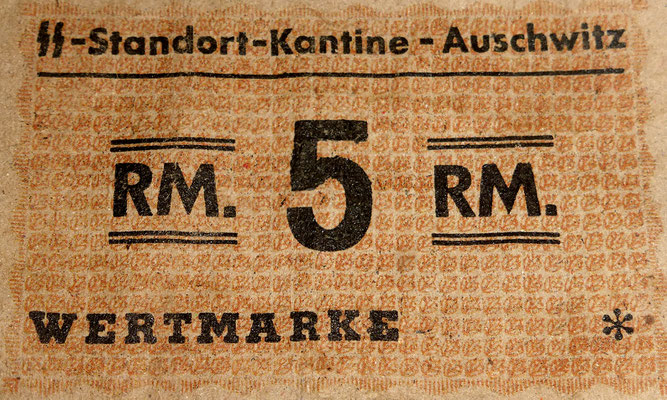 SS-Standort-Kantine-Auschwitz
RM. 5 RM.
WERTMARKE *